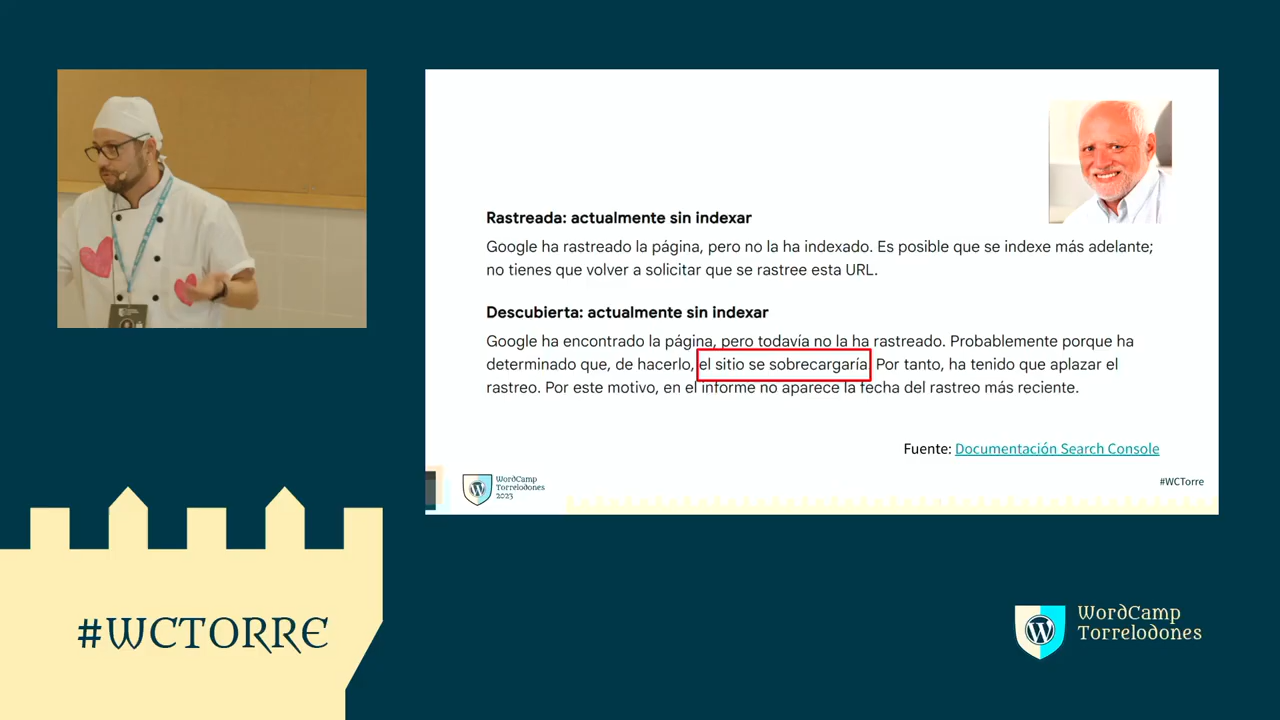 Rastreada: actualmente sin indexar
Google ha rastreado la página, pero no la ha indexado. Es posible que se indexe más adelante;
no tienes que volver a solicitar que se rastree esta URL.
Descubierta: actualmente sin indexar
Google ha encontrado la página, pero todavía no la ha rastreado. Probablemente porque ha
determinado que, de hacerlo, el sitio se sobrecargaría. Por tanto, ha tenido que aplazar el
rastreo. Por este motivo, en el informe no aparece la fecha del rastreo más reciente.
Fuente: Documentación Search Console
WordCamp
Torrelodones
2023
#WCTorre
#WCTORRE
WordCamp
Torrelodones